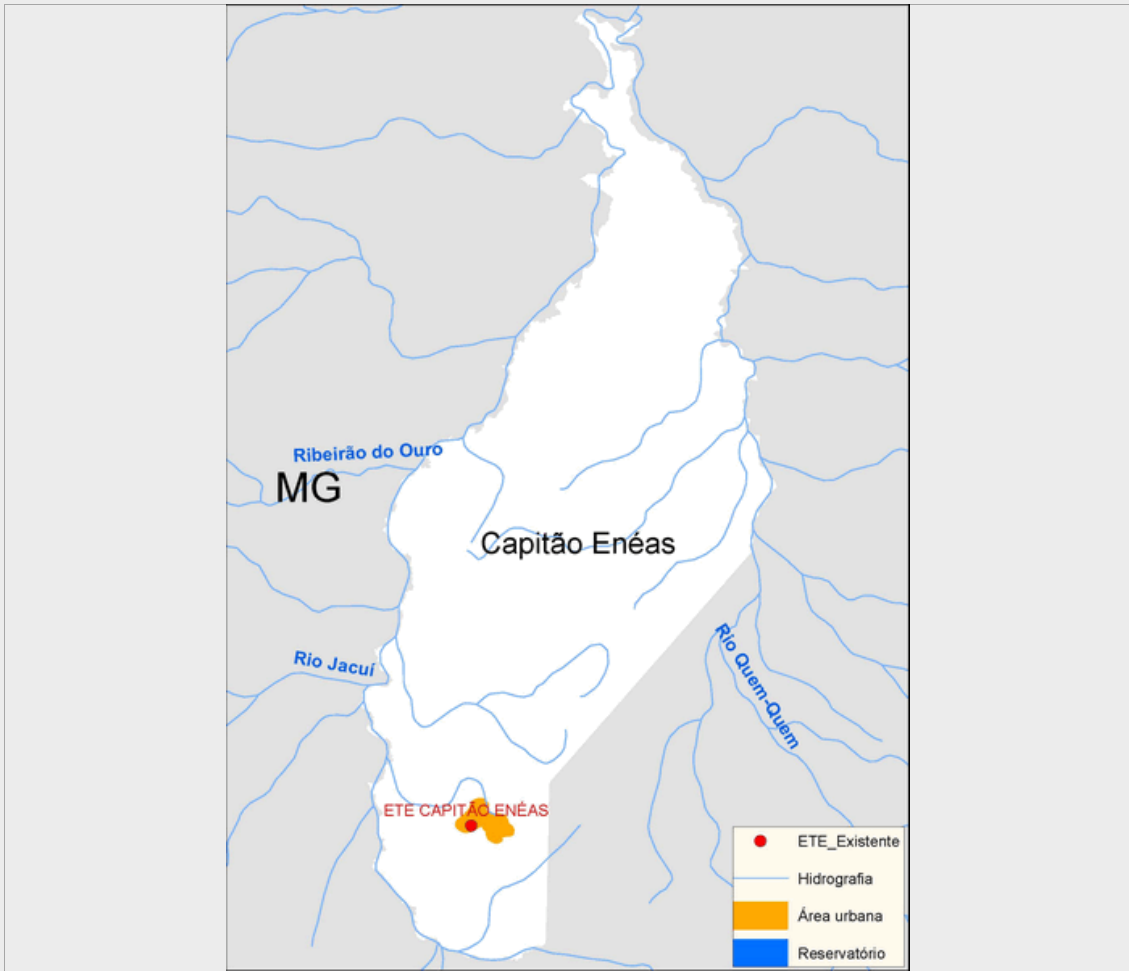 Ribeirão do Ouro
MG
Capitão Enéas
Rio Jacuí
Rio Quem-Quem
ETE CAPITÃO ENÉAS
ETE_Existente
Hidrografia
Área urbana
Reservatório